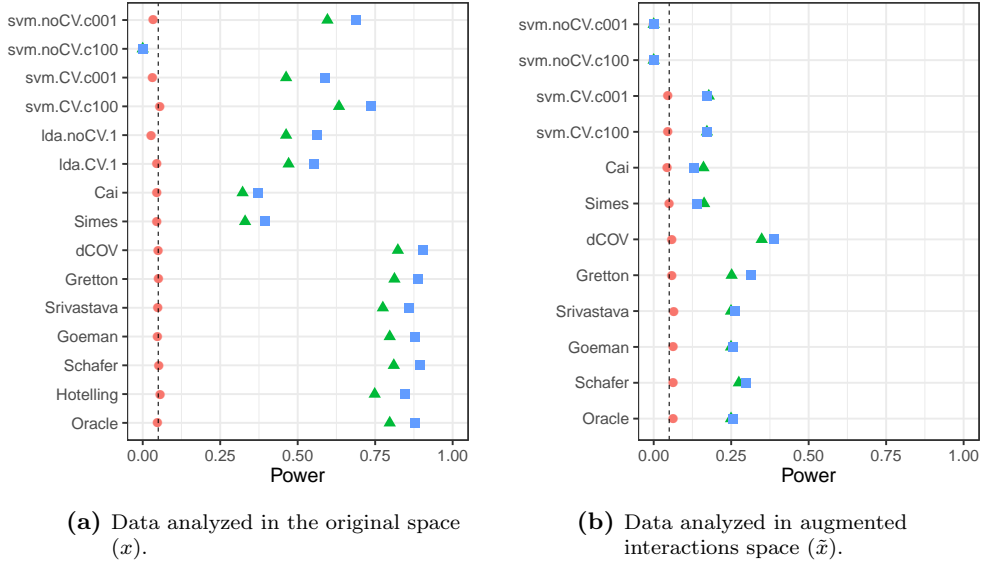 svm.noCV.c001
svm.noCV.c100
svm.CV.c001
svm.CV.c100
lda.noCV.1
lda.CV.1
Cai
Simes
dCOV
Gretton
Srivastava
Goeman
Schafer
Hotelling
Oracle
0.00 0.25 0.50 0.75 1.00
Power
(a) Data analyzed in the original space
(x).
svm.noCV.c001
svm.noCV.c100
svm.CV.c001
svm.CV.c100
Cai
Simes
dCOV
Gretton
Srivastava
Goeman
Schafer
Oracle
0.00 0.25 0.50 0.75 1.00
Power
(b) Data analyzed in augmented
interactions space (x̃).